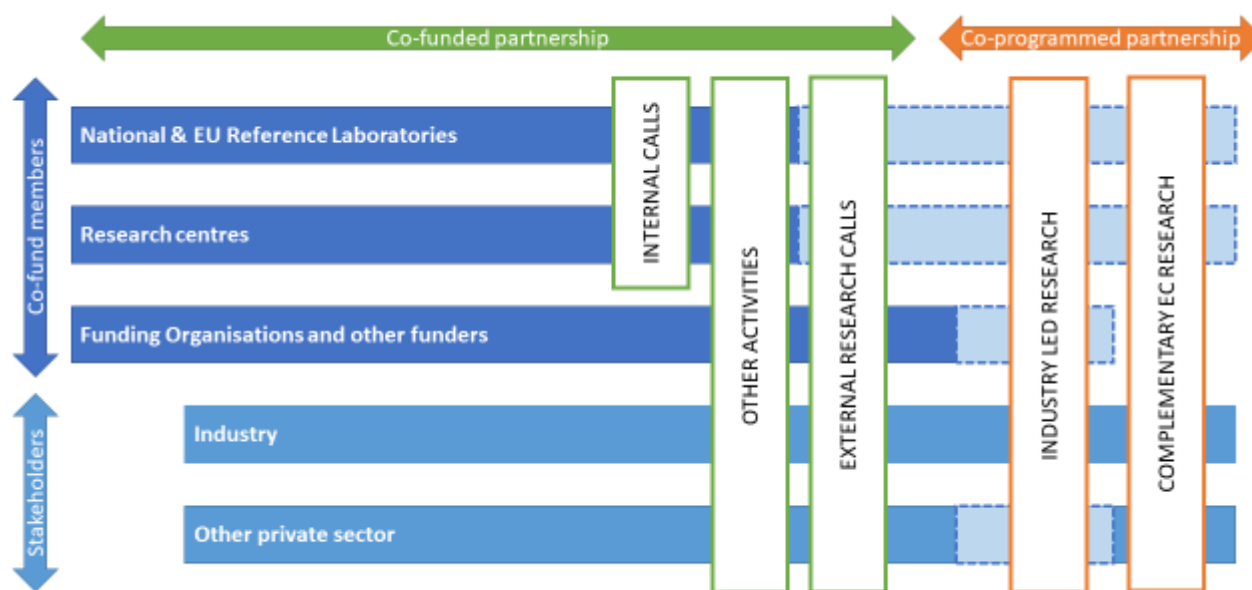 Co-funded partnership
Co-programmed partnership
Co-fund members
National & EU Reference Laboratories
Research centres
Funding Organisations and other funders
Stakeholders
Industry
Other private sector
INTERNAL CALLS
OTHER ACTIVITIES
EXTERNAL RESEARCH CALLS
INDUSTRY LED RESEARCH
COMPLEMENTARY EC RESEARCH